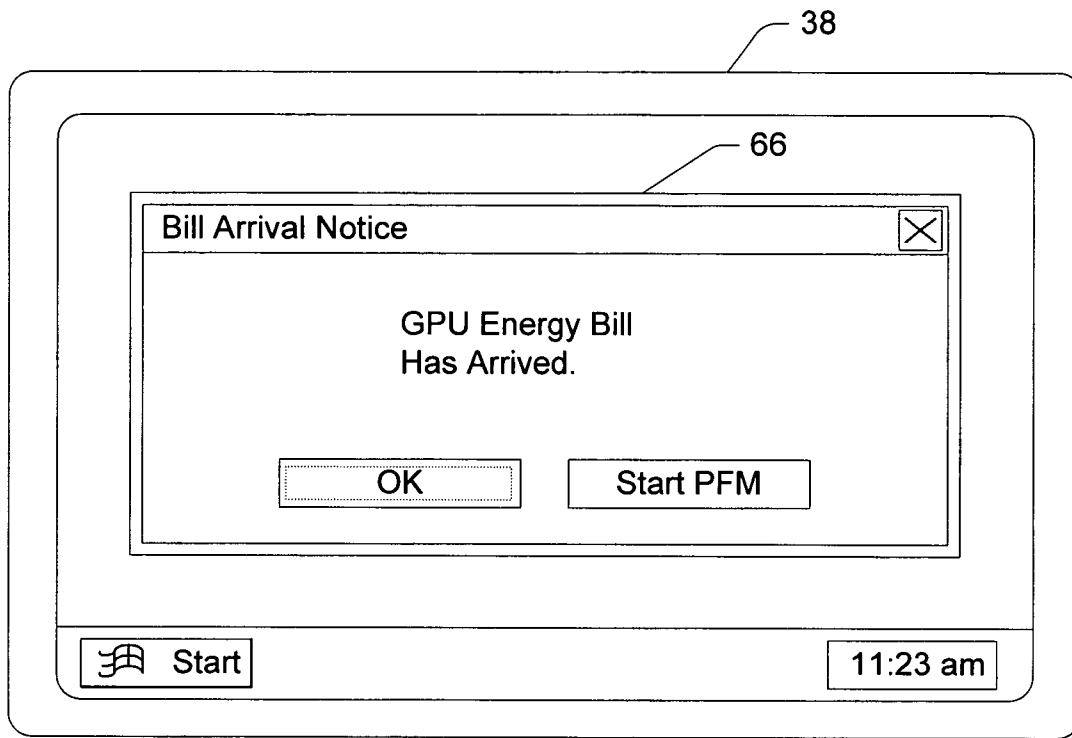 38
66
Bill Arrival Notice
GPU Energy Bill
Has Arrived.
OK
Start PFM
Start
11:23 am